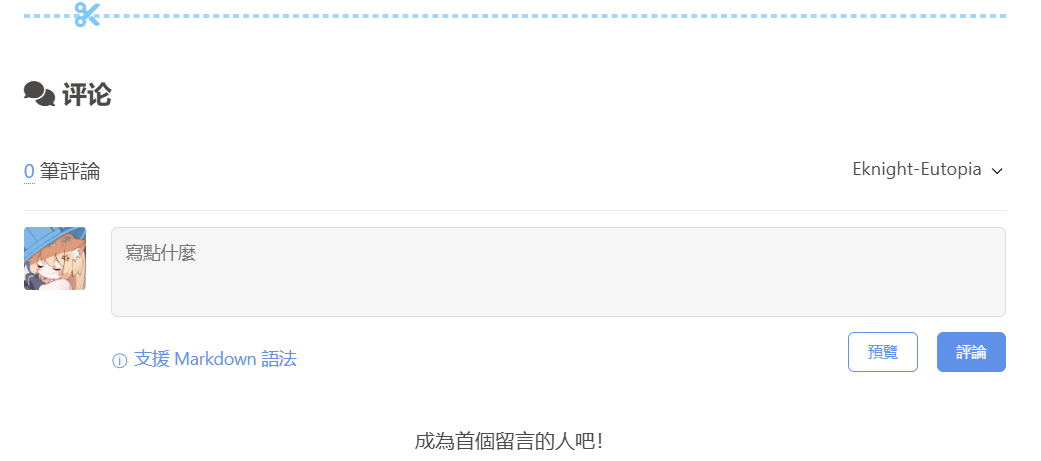 评论
0 筆評論
Eknight-Eutopia
寫點什麼
支援 Markdown 語法
預覽
評論
成為首個留言的人吧！